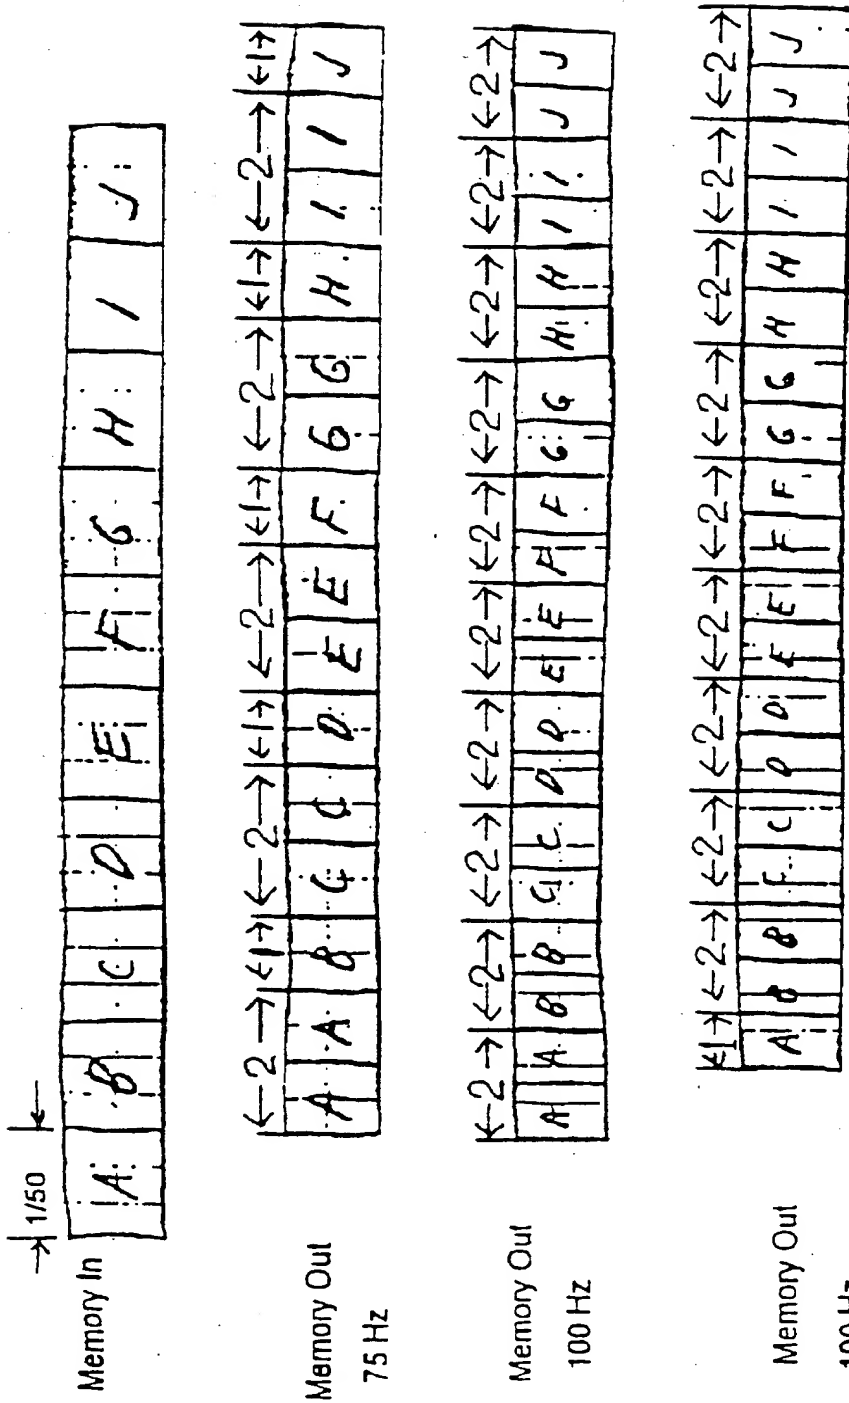 1/50
Memory In A B C D E F G H I J
←2→ ←1→ ←2→ ←1→ ←2→ ←1→ ←2→ ←1→ ←2→ ←1→
Memory Out A A B C C D E E F G G H I I J
75 Hz
←2→ ←2→ ←2→ ←2→ ←2→ ←2→ ←2→ ←2→ ←2→ ←2→
Memory Out A A B B C C D D E E F F G G H H I I J J
100 Hz
←1→ ←2→ ←2→ ←2→ ←2→ ←2→ ←2→ ←2→ ←2→ ←2→
Memory Out A B B C C D D E E F F G G H H I I J J
100 Hz